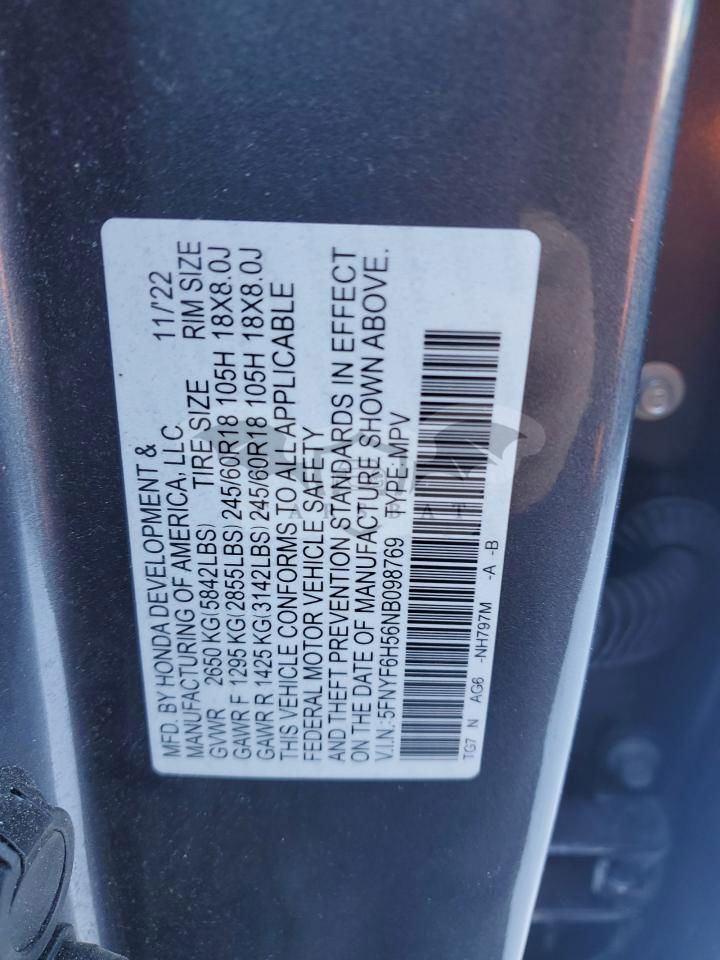 MFD. BY HONDA DEVELOPMENT &
MANUFACTURING OF AMERICA, LLC 11/'22
GVWR 2650 KG(5842LBS) TIRE SIZE RIM SIZE
GAWR F 1295 KG(2855LBS) 245/60R18 105H 18X8.0J
GAWR R 1425 KG(3142LBS) 245/60R18 105H 18X8.0J
THIS VEHICLE CONFORMS TO ALL APPLICABLE
FEDERAL MOTOR VEHICLE SAFETY
AND THEFT PREVENTION STANDARDS IN EFFECT
ON THE DATE OF MANUFACTURE SHOWN ABOVE.
V.I.N.: 5FNYF6H56NB098769 TYPE:MPV
TG7 N AG6 -NH797M -A -B